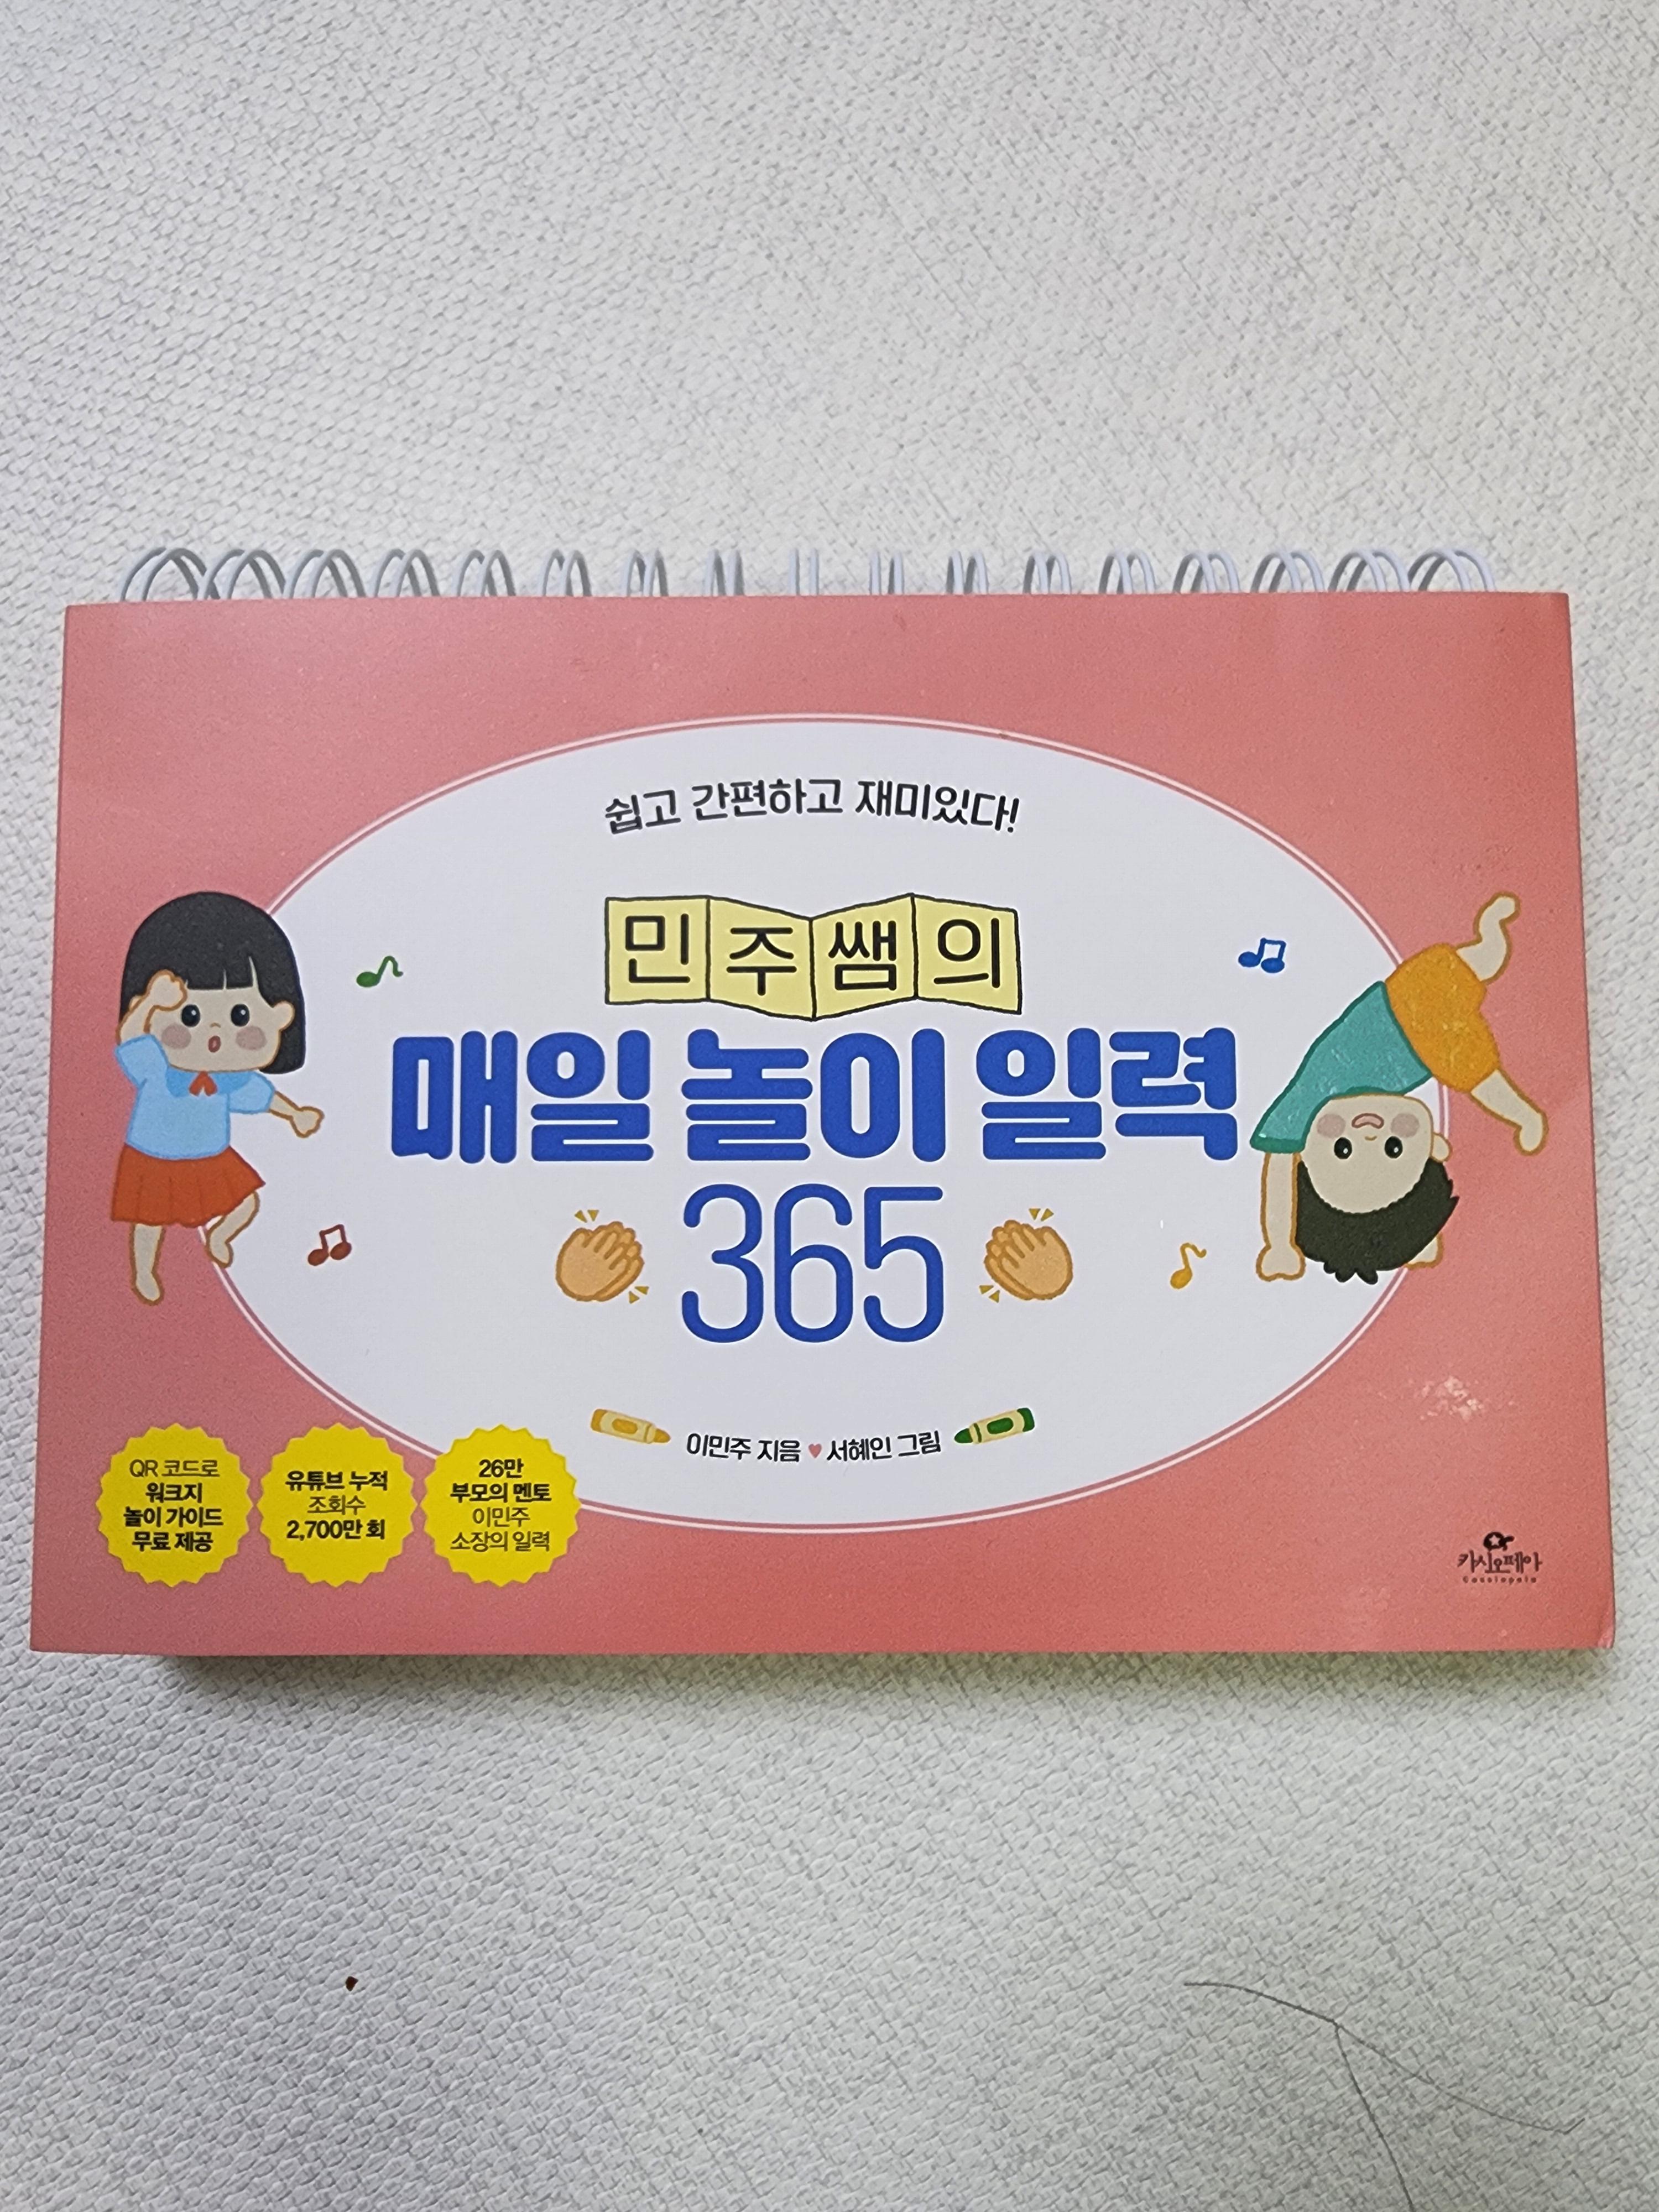 쉽고 간편하고 재미있다!
민주쌤의
매일 놀이 일력
365
이민주 지음 ♥ 서혜인 그림
QR 코드로
워크지
놀이 가이드
무료 제공
유튜브 누적
조회수
2,700만 회
26만
부모의 멘토
이민주
소장의 일력
카시오페아
Cassiopeia